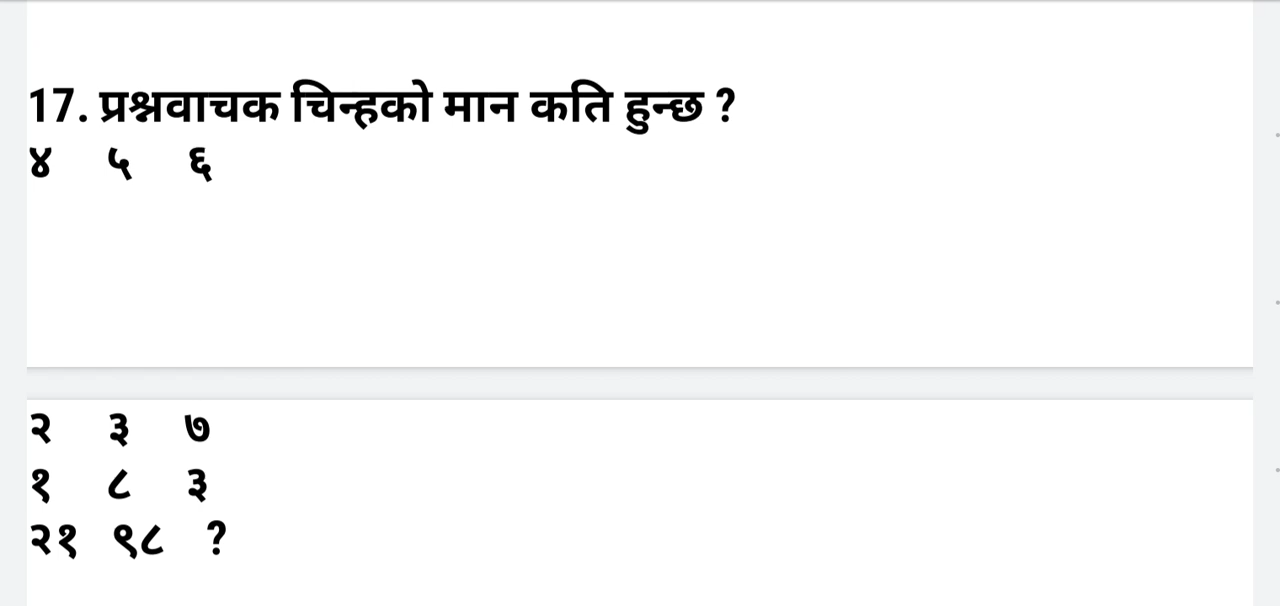 17. प्रश्नवाचक चिन्हको मान कति हुन्छ ?
४ ५ ६
२ ३ ७
१ ८ ३
२१ ९८ ?